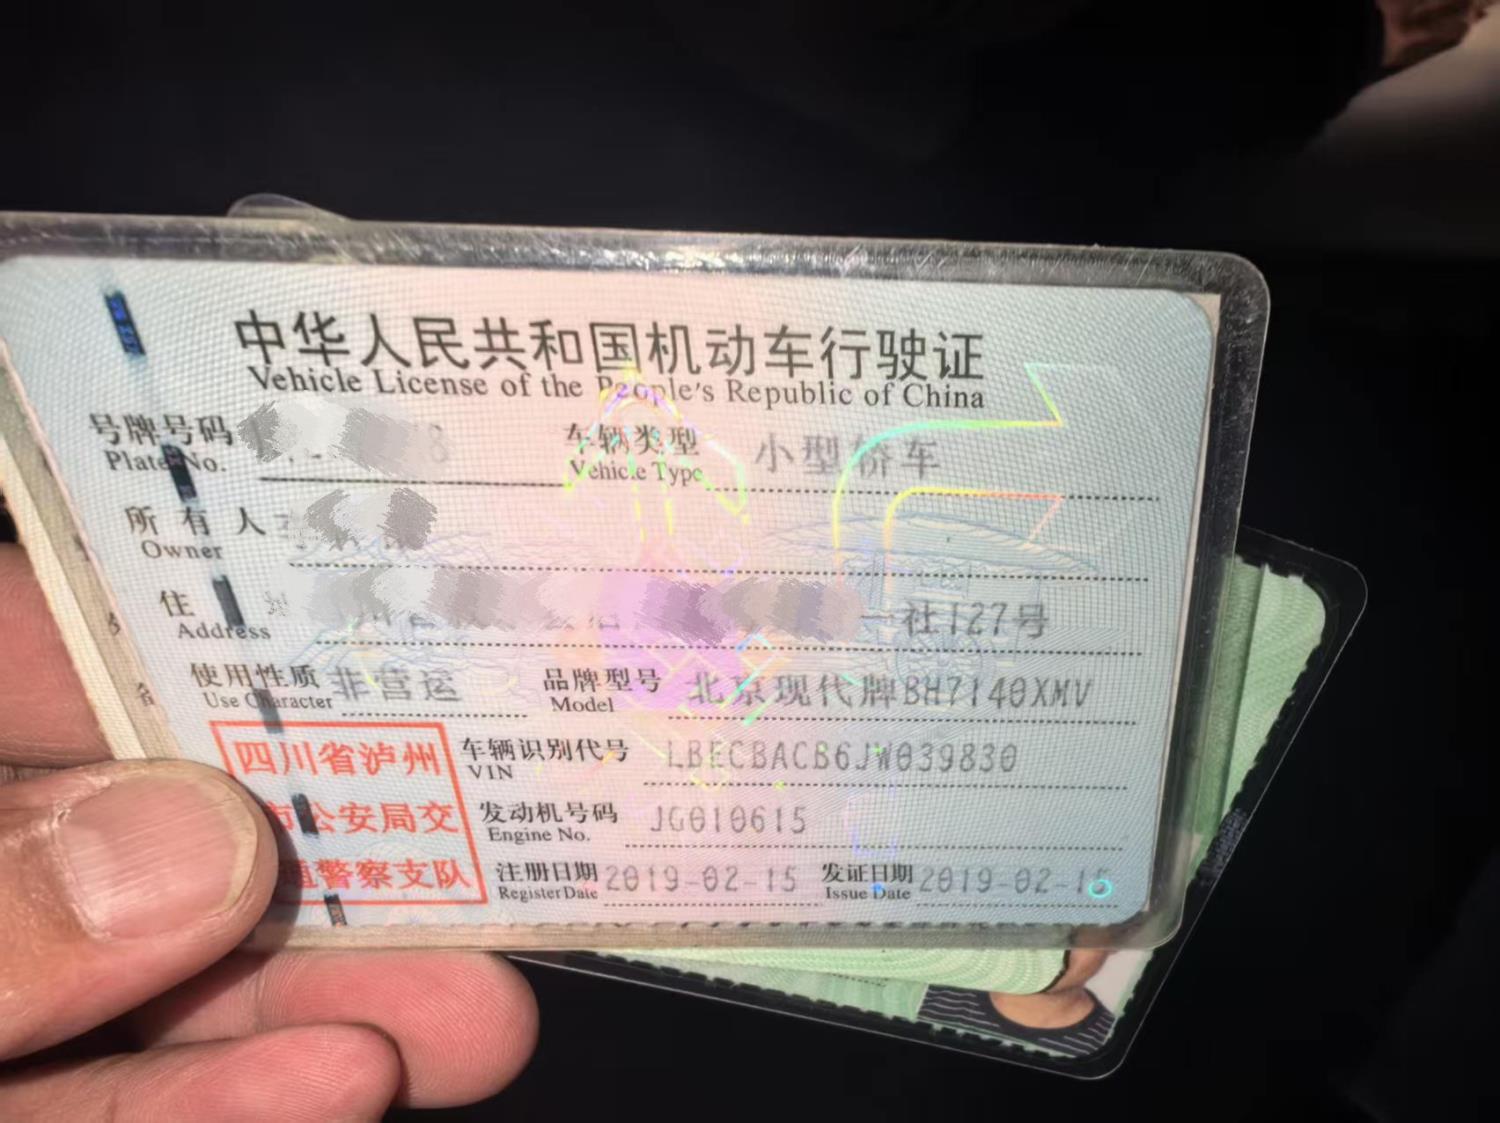 中华人民共和国机动车行驶证
Vehicle License of the People's Republic of China
号牌号码 8 车辆类型 小型轿车
Plate No. Vehicle Type
所有人
Owner
住
Address 一社127号
使用性质 非营运 品牌型号 北京现代牌BH7140XMV
Use Character Model
四川省泸州 车辆识别代号 LBECBACB6JW039830
VIN
市公安局交 发动机号码 JG010615
Engine No.
通警察支队 注册日期 2019-02-15 发证日期 2019-02-15
Register Date Issue Date